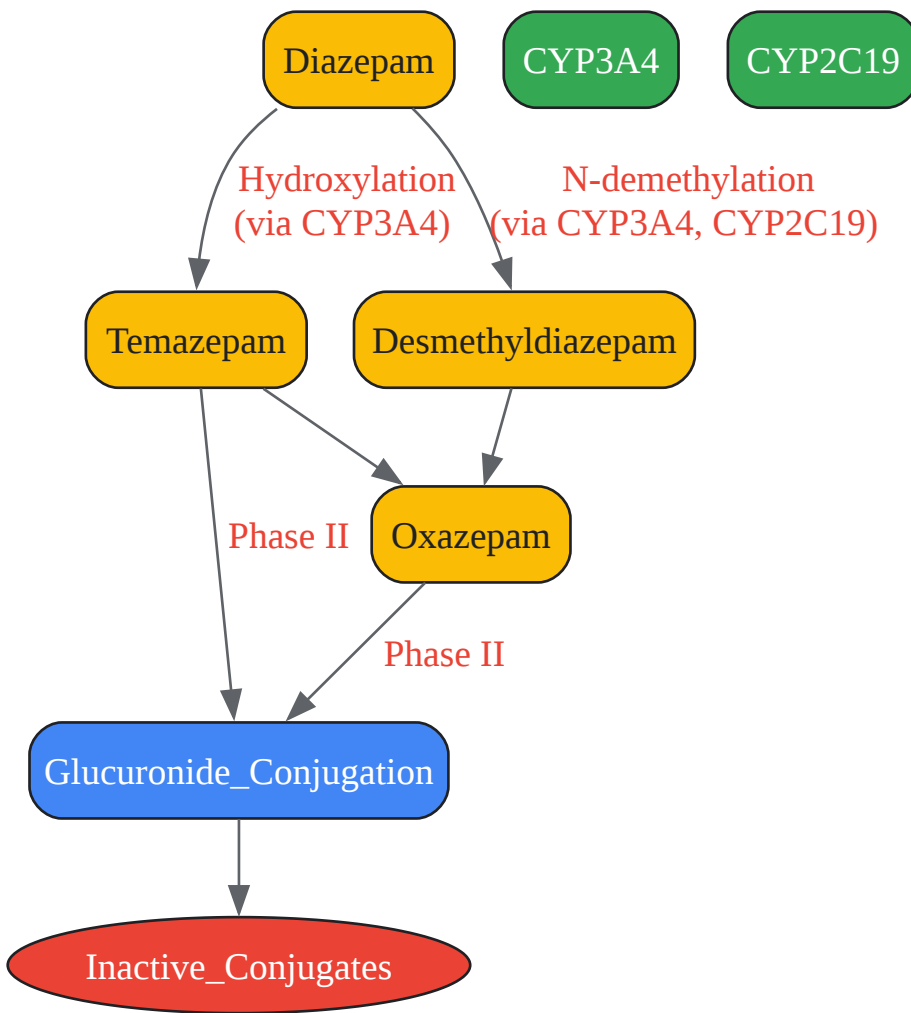 Diazepam
CYP3A4
CYP2C19
Hydroxylation
(via CYP3A4)
N-demethylation
(via CYP3A4, CYP2C19)
Temazepam
Desmethyldiazepam
Phase II
Oxazepam
Phase II
Glucuronide_Conjugation
Inactive_Conjugates